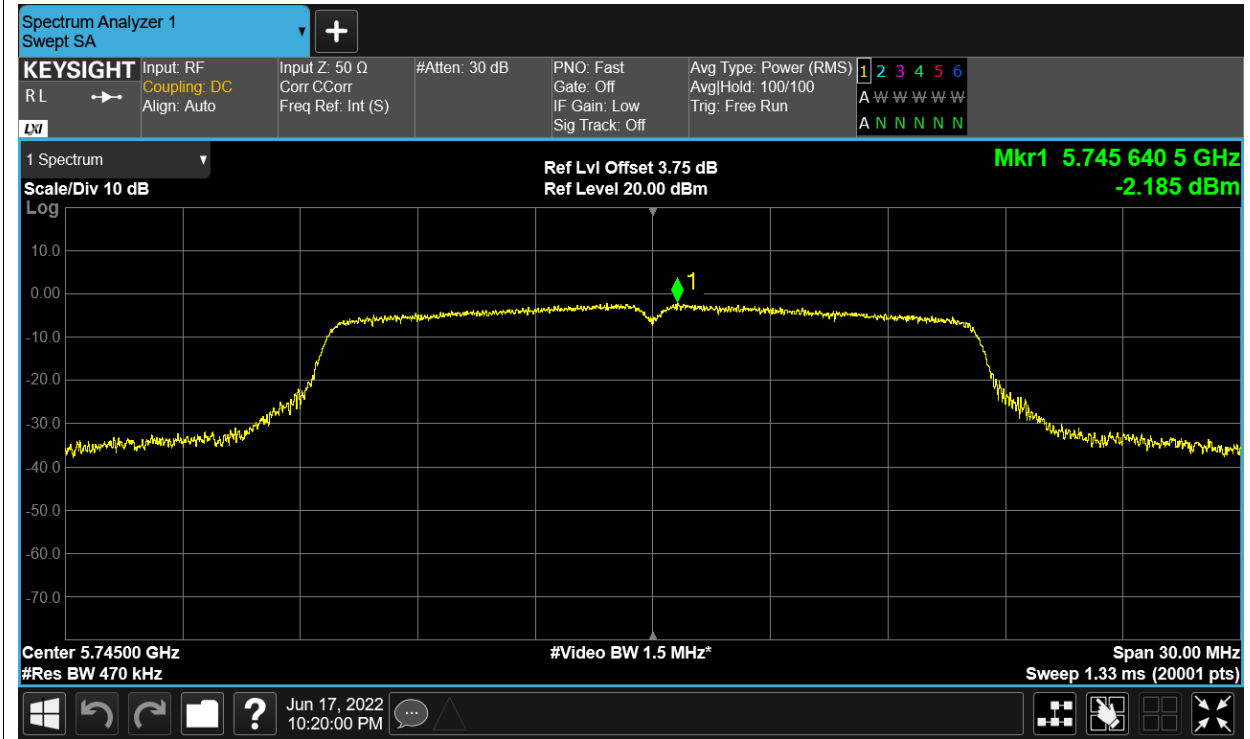 Spectrum Analyzer 1
Swept SA
+
KEYSIGHT
R L
LXI
Input: RF
Coupling: DC
Align: Auto
Input Z: 50 Ω
Corr CCorr
Freq Ref: Int (S)
#Atten: 30 dB
PNO: Fast
Gate: Off
IF Gain: Low
Sig Track: Off
Avg Type: Power (RMS)
Avg|Hold: 100/100
Trig: Free Run
1 2 3 4 5 6
A W W W W W
A N N N N N
1 Spectrum
Scale/Div 10 dB
Log
Ref Lvl Offset 3.75 dB
Ref Level 20.00 dBm
Mkr1 5.745 640 5 GHz
-2.185 dBm
1
10.0
0.00
-10.0
-20.0
-30.0
-40.0
-50.0
-60.0
-70.0
Center 5.74500 GHz
#Res BW 470 kHz
#Video BW 1.5 MHz*
Span 30.00 MHz
Sweep 1.33 ms (20001 pts)
?
Jun 17, 2022
10:20:00 PM